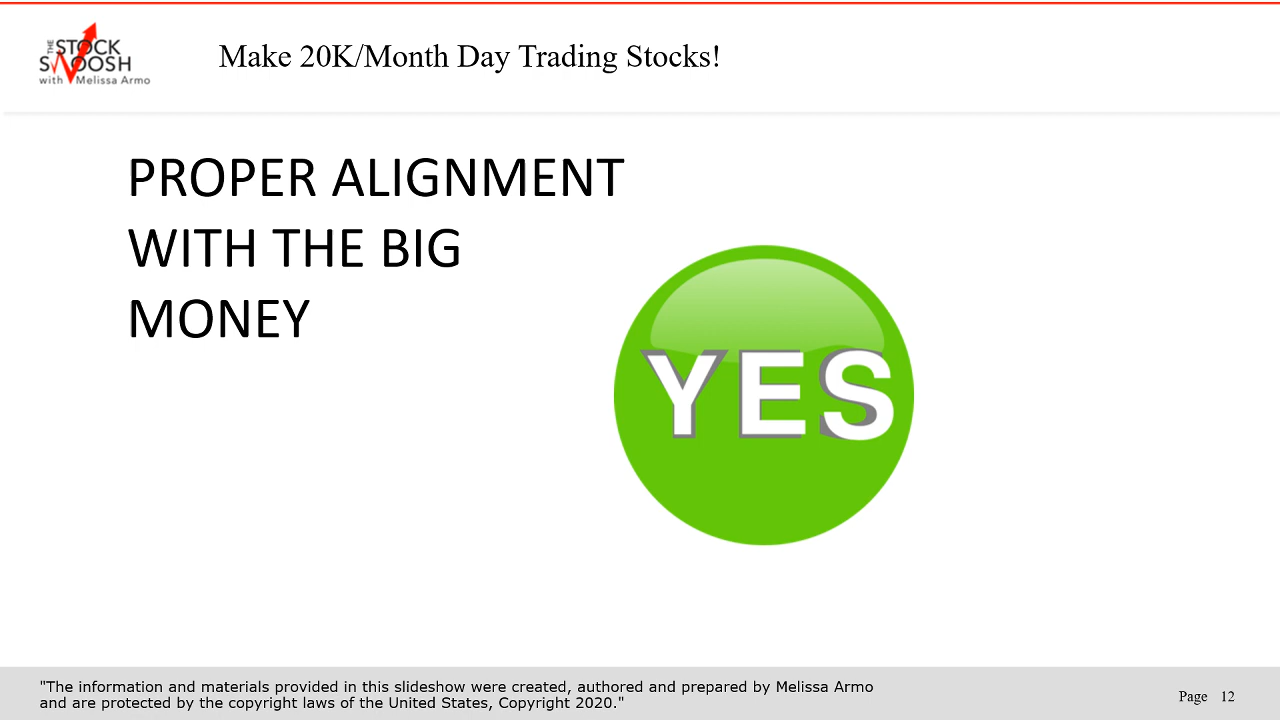 THE STOCK
SWOOSH
with Melissa Armo
Make 20K/Month Day Trading Stocks!
PROPER ALIGNMENT
WITH THE BIG
MONEY
YES
"The information and materials provided in this slideshow were created, authored and prepared by Melissa Armo
and are protected by the copyright laws of the United States, Copyright 2020."
Page 12